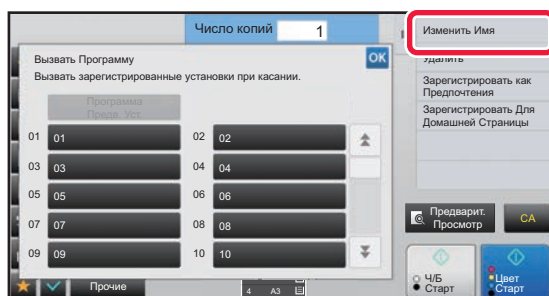 Число копий 1
Изменить Имя
Вызвать Программу
OK
Удалить
Вызвать зарегистрированные установки при касании.
Зарегистрировать как
Предпочтения
Программа
Предв. Уст.
Зарегистрировать Для
Домашней Страницы
01 01 02 02
03 03 04 04
05 05 06 06
07 07 08 08
09 09 10 10
Предварит.
Просмотр
CA
Прочие
4 A3
Ч/Б
Старт
Цвет
Старт